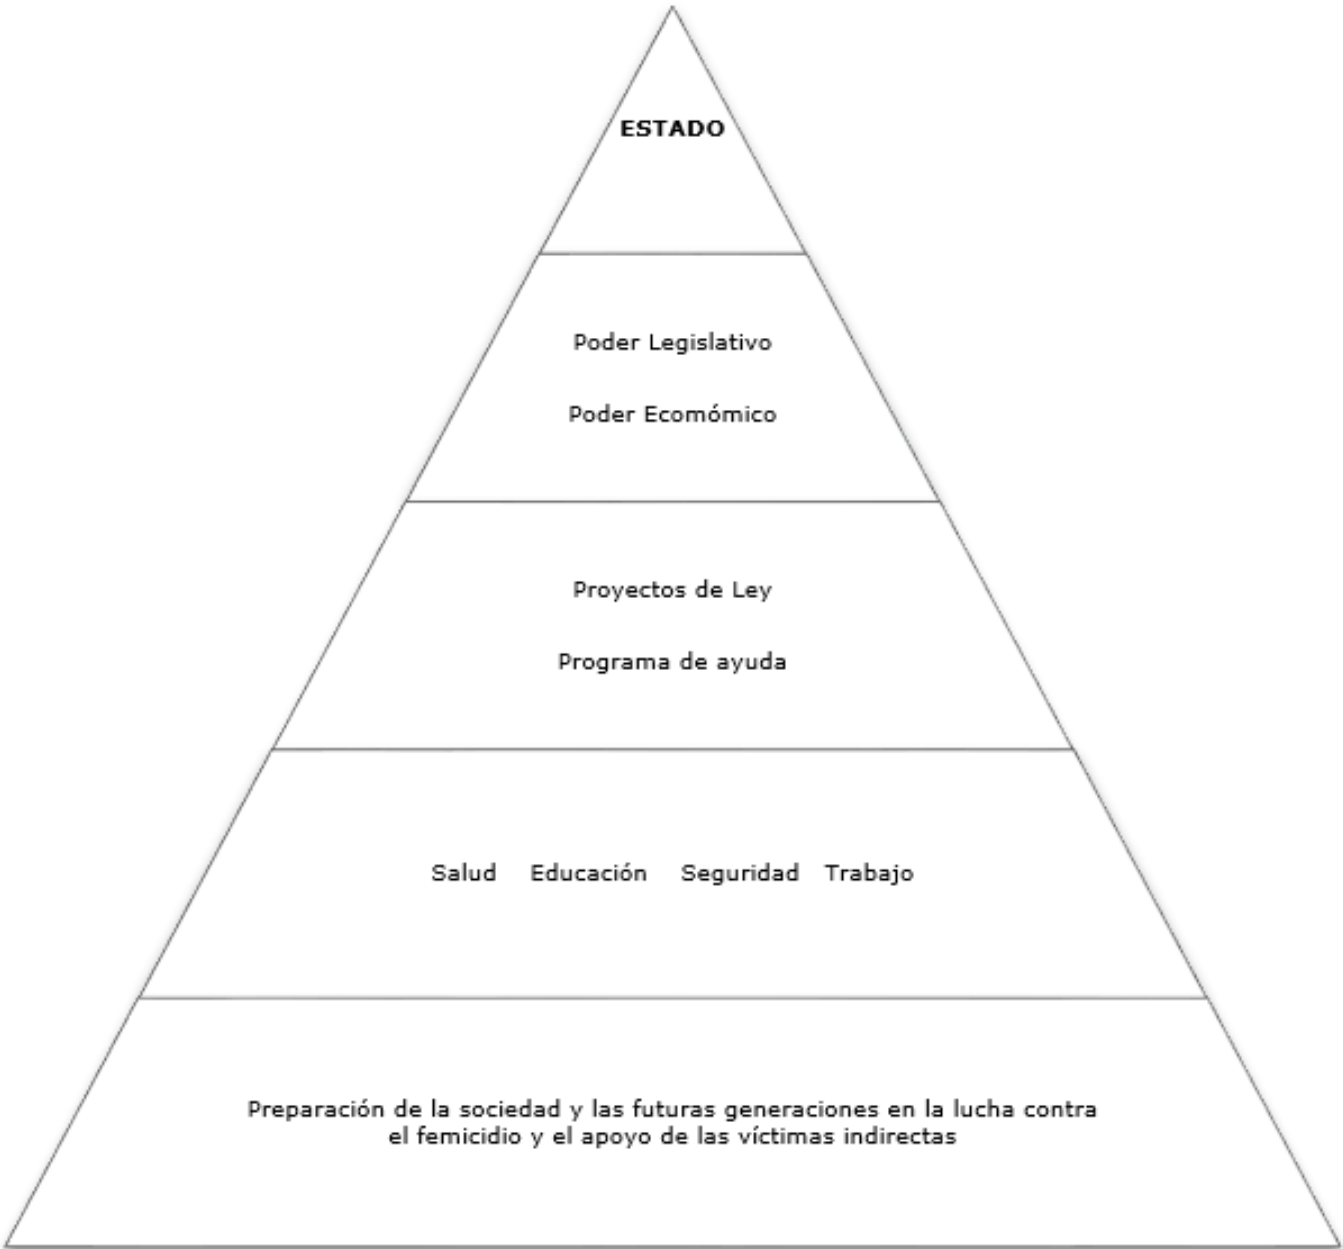 ESTADO
Poder Legislativo
Poder Ecomómico
Proyectos de Ley
Programa de ayuda
Salud Educación Seguridad Trabajo
Preparación de la sociedad y las futuras generaciones en la lucha contra
el femicidio y el apoyo de las víctimas indirectas